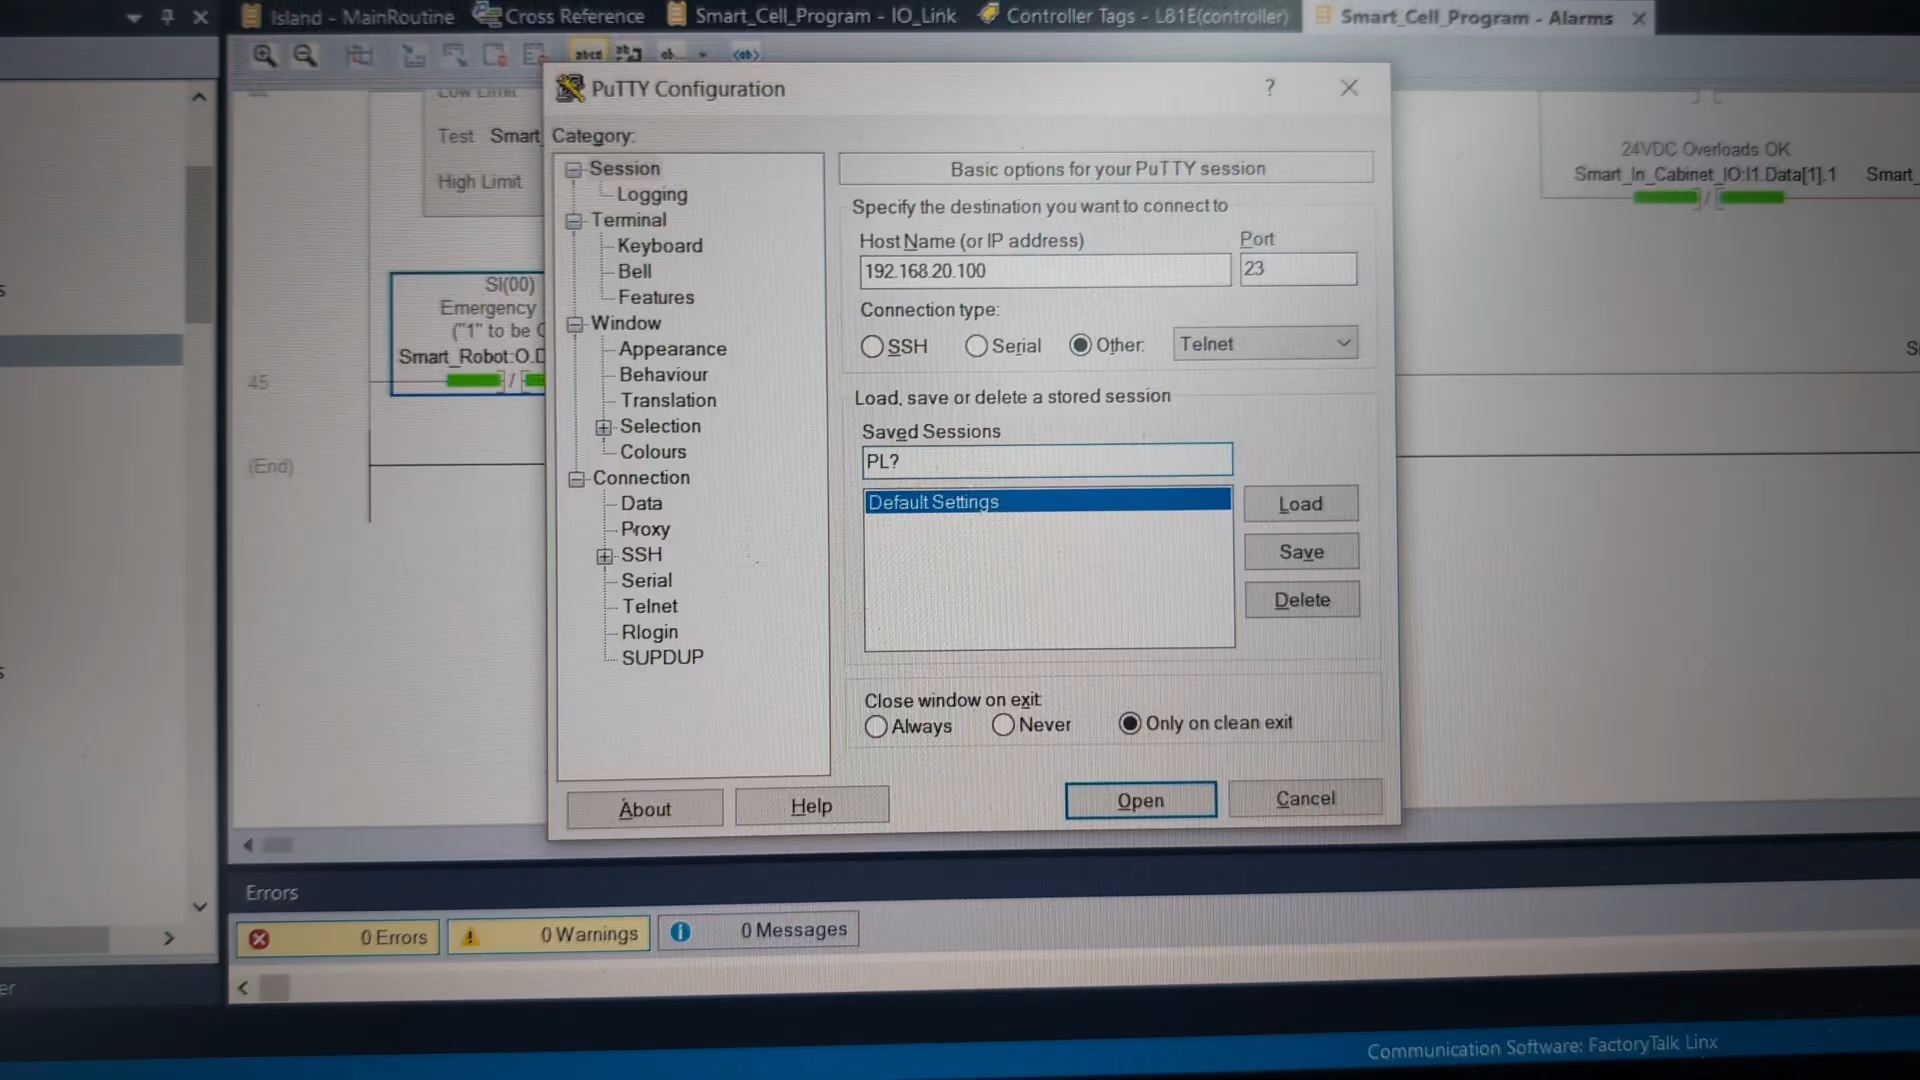 Island - MainRoutine
Cross Reference
Smart_Cell_Program - IO_Link
Controller Tags - L81E(controller)
Smart_Cell_Program - Alarms
PuTTY Configuration
?
Test Smart_
High Limit
Category:
Session
Logging
Terminal
Keyboard
Bell
Features
Window
Appearance
Behaviour
Translation
Selection
Colours
Connection
Data
Proxy
SSH
Serial
Telnet
Rlogin
SUPDUP
Basic options for your PuTTY session
Specify the destination you want to connect to
Host Name (or IP address)
Port
192.168.20.100
23
Connection type:
SSH
Serial
Other:
Telnet
Load, save or delete a stored session
Saved Sessions
PL?
Default Settings
Load
Save
Delete
Close window on exit
Always
Never
Only on clean exit
About
Help
Open
Cancel
24VDC Overloads OK
Smart_In_Cabinet_IO:I1.Data[1].1
Smart_
SI(00)
Emergency
("1" to be
Smart_Robot:O.D
45
(End)
Errors
0 Errors
0 Warnings
0 Messages
Communication Software: FactoryTalk Linx